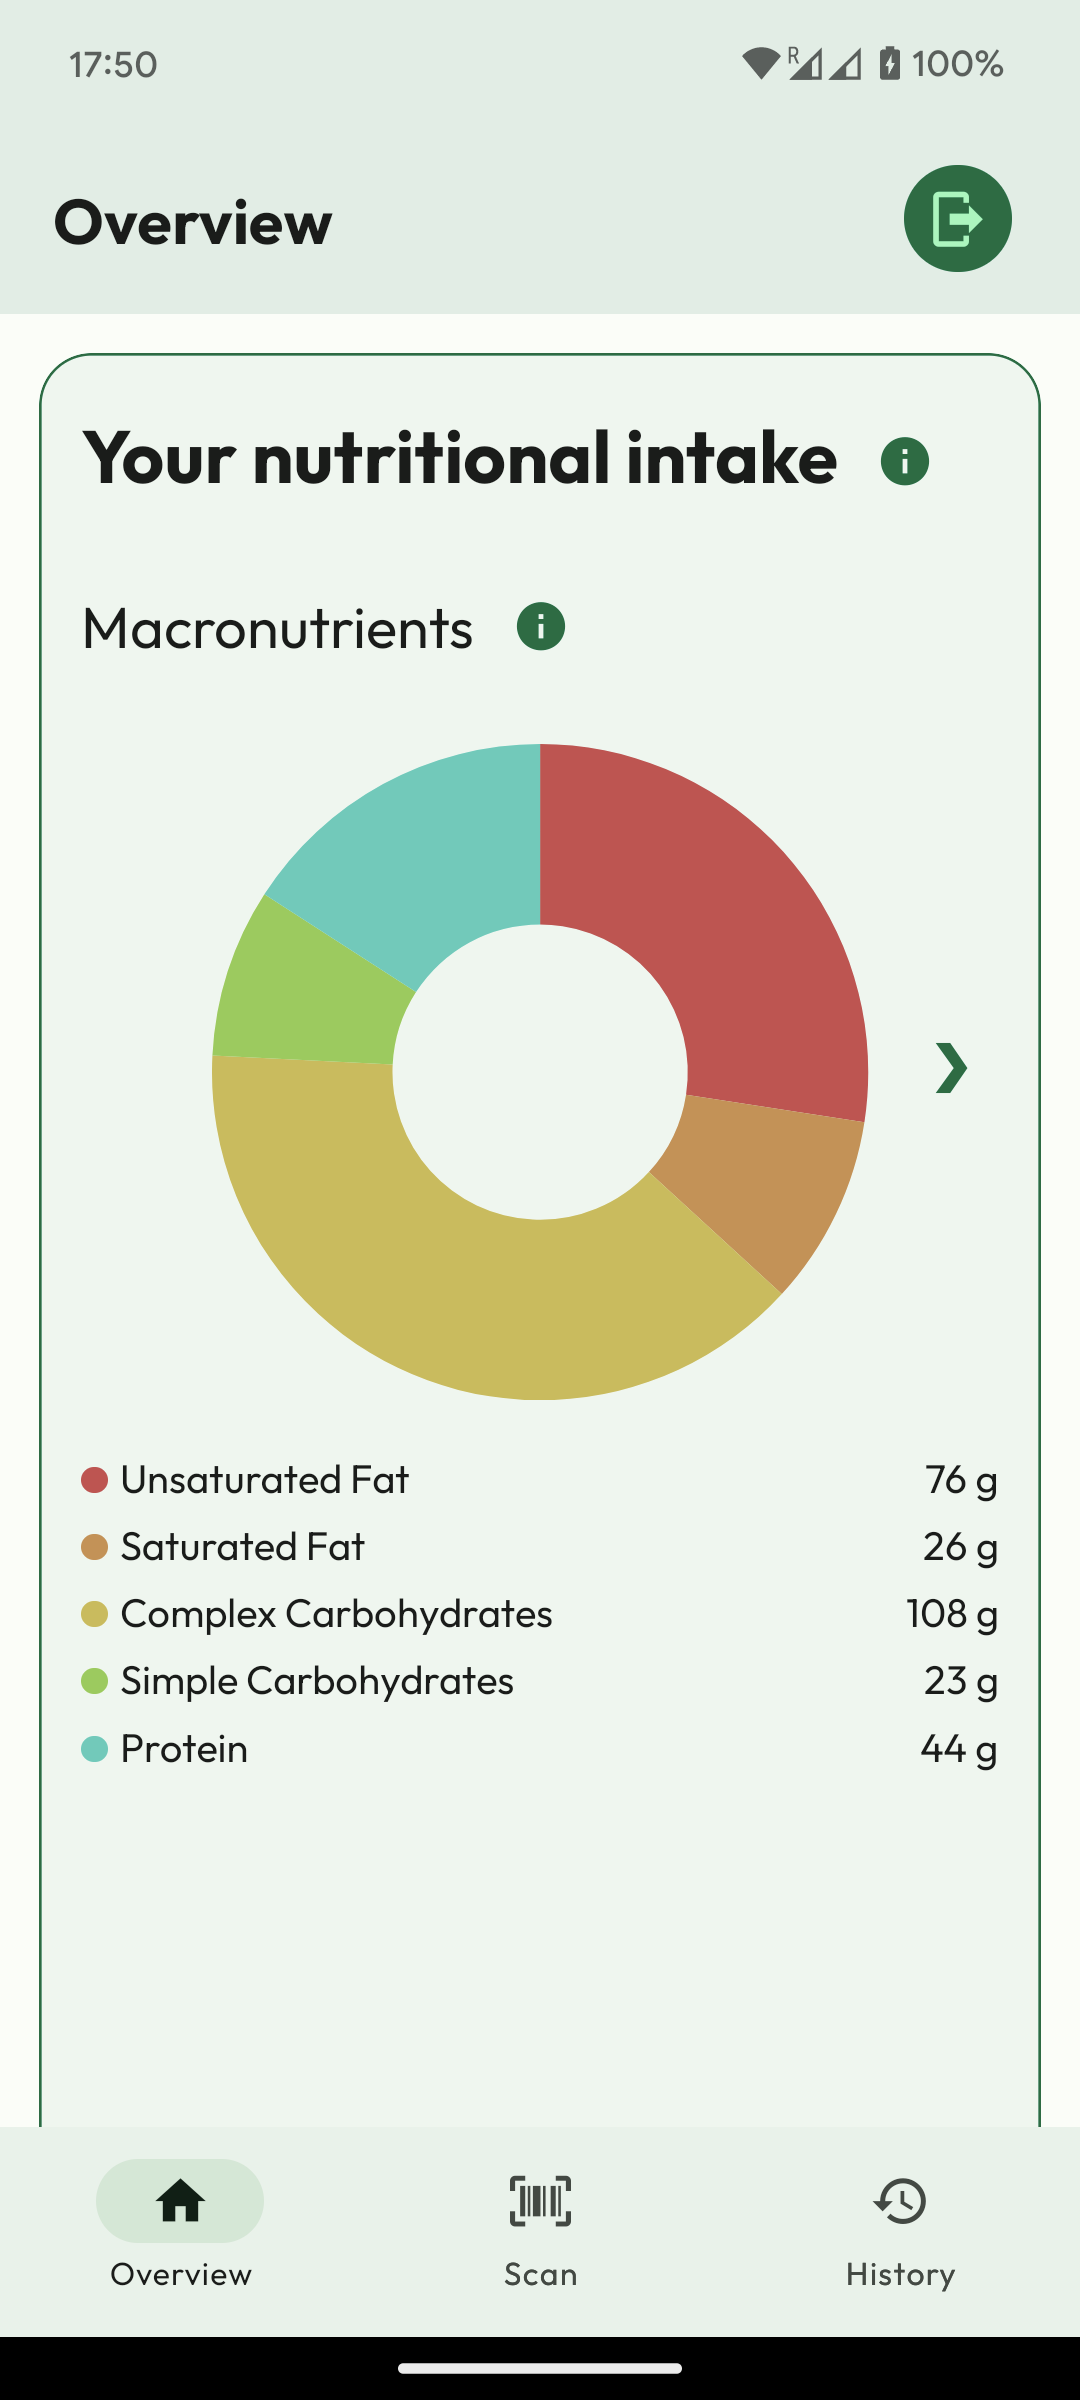 17:50
R
100%
Overview
Your nutritional intake
Macronutrients
Unsaturated Fat 76 g
Saturated Fat 26 g
Complex Carbohydrates 108 g
Simple Carbohydrates 23 g
Protein 44 g
Overview Scan History